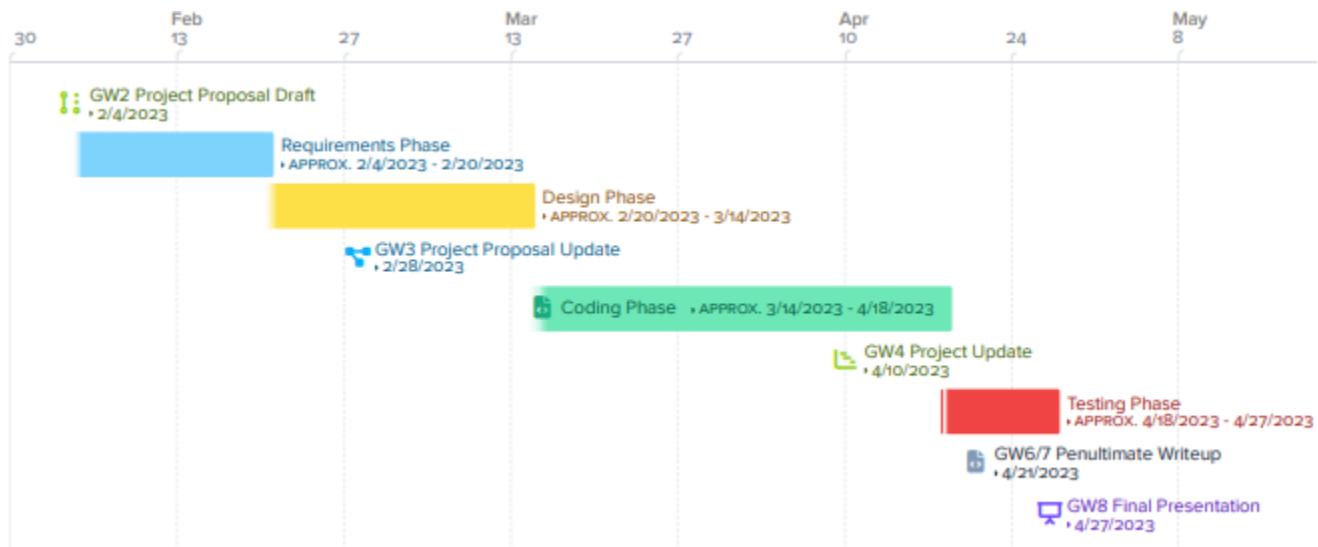 Feb Mar Apr May
30 13 27 13 27 10 24 8
GW2 Project Proposal Draft
2/4/2023
Requirements Phase
APPROX. 2/4/2023 - 2/20/2023
Design Phase
APPROX. 2/20/2023 - 3/14/2023
GW3 Project Proposal Update
2/28/2023
Coding Phase APPROX. 3/14/2023 - 4/18/2023
GW4 Project Update
4/10/2023
Testing Phase
APPROX. 4/18/2023 - 4/27/2023
GW6/7 Penultimate Writeup
4/21/2023
GW8 Final Presentation
4/27/2023